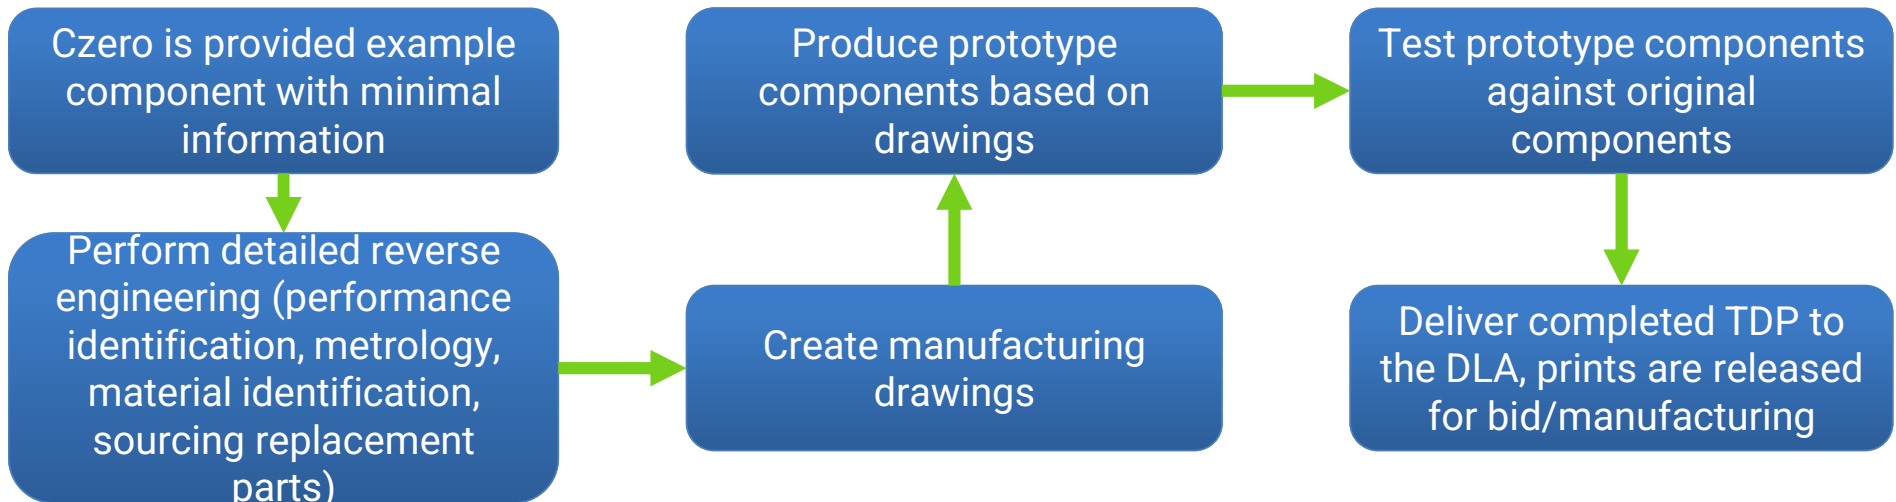 Czero is provided example
component with minimal
information
Perform detailed reverse
engineering (performance
identification, metrology,
material identification,
sourcing replacement
parts)
Create manufacturing
drawings
Produce prototype
components based on
drawings
Test prototype components
against original
components
Deliver completed TDP to
the DLA, prints are released
for bid/manufacturing